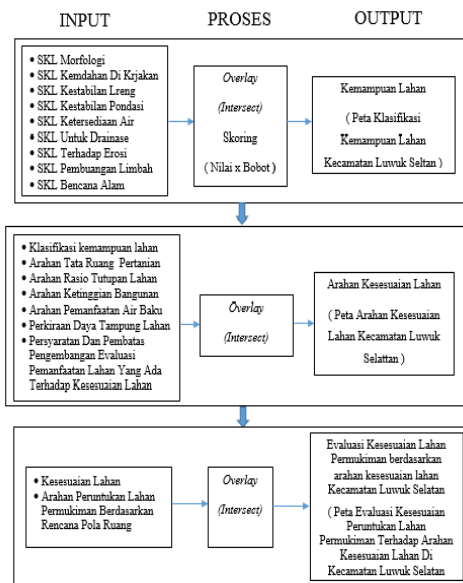 INPUT
PROSES
OUTPUT
• SKL Morfologi
• SKL Kemdahan Di Krjakan
• SKL Kestabilan Lreng
• SKL Kestabilan Pondasi
• SKL Ketersediaan Air
• SKL Untuk Drainase
• SKL Terhadap Erosi
• SKL Pembuangan Limbah
• SKL Bencana Alam
Overlay
(Intersect)
Skoring
( Nilai x Bobot )
Kemampuan Lahan
( Peta Klasifikasi
Kemampuan Lahan
Kecamatan Luwuk Seltan )
• Klasifikasi kemampuan lahan
• Arahan Tata Ruang Pertanian
• Arahan Rasio Tutupan Lahan
• Arahan Ketinggian Bangunan
• Arahan Pemanfaatan Air Baku
• Perkiraan Daya Tampung Lahan
• Persyaratan Dan Pembatas
Pengembangan Evaluasi
Pemanfaatan Lahan Yang Ada
Terhadap Kesesuaian Lahan
Overlay
(Intersect)
Arahan Kesesuaian Lahan
( Peta Arahan Kesesuaian
Lahan Kecamatan Luwuk
Selattan )
• Kesesuaian Lahan
• Arahan Peruntukan Lahan
Permukiman Berdasarkan
Rencana Pola Ruang
Overlay
(Intersect)
Evaluasi Kesesuaian Lahan
Permukiman berdasarkan
arahan kesesuaian lahan
Kecamatan Luwuk Selatan
( Peta Evaluasi Kesesuaian
Peruntukan Lahan
Permukiman Terhadap Arahan
Kesesuaian Lahan Di
Kecamatan Luwuk Selatan